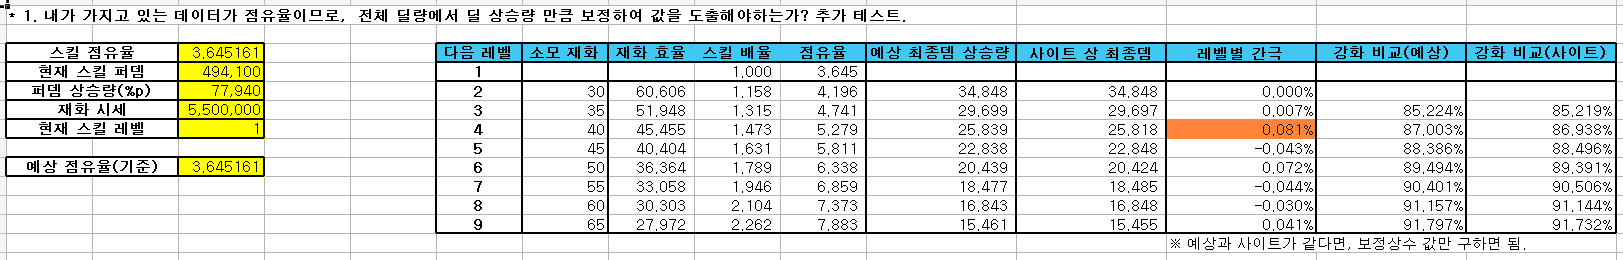 * 1. 내가 가지고 있는 데이터가 점유율이므로, 전체 딜량에서 딜 상승량 만큼 보정하여 값을 도출해야하는가? 추가 테스트.
스킬 점유율 3,645161
현재 스킬 퍼뎀 494,100
퍼뎀 상승량(%p) 77,940
재화 시세 5,500,000
현재 스킬 레벨 1
예상 점유율(기준) 3,645161
다음 레벨 소모 재화 재화 효율 스킬 배율 점유율 예상 최종뎀 상승량 사이트 상 최종뎀 레벨별 간극 강화 비교(예상) 강화 비교(사이트)
1 1,000 3,645
2 30 60,606 1,158 4,196 34,848 34,848 0,000%
3 35 51,948 1,315 4,741 29,699 29,697 0,007% 85,224% 85,219%
4 40 45,455 1,473 5,279 25,839 25,818 0,081% 87,003% 86,938%
5 45 40,404 1,631 5,811 22,838 22,848 -0,043% 88,386% 88,496%
6 50 36,364 1,789 6,338 20,439 20,424 0,072% 89,494% 89,391%
7 55 33,058 1,946 6,859 18,477 18,485 -0,044% 90,401% 90,506%
8 60 30,303 2,104 7,373 16,843 16,848 -0,030% 91,157% 91,144%
9 65 27,972 2,262 7,883 15,461 15,455 0,041% 91,797% 91,732%
※ 예상과 사이트가 같다면, 보정상수 값만 구하면 됨.